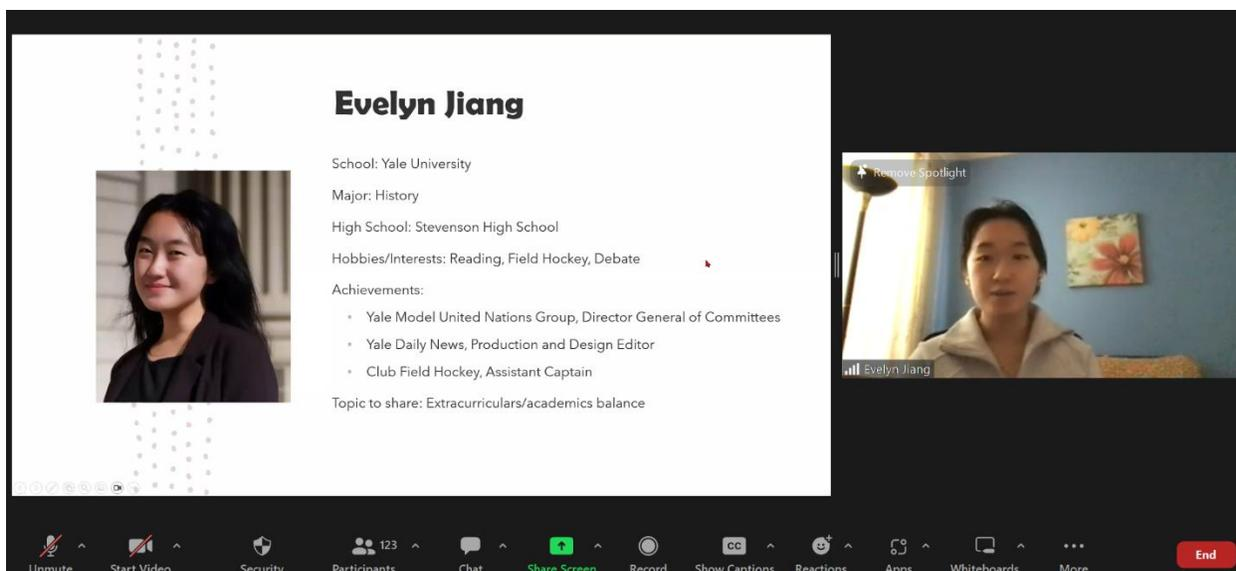 Evelyn Jiang
School: Yale University
Major: History
High School: Stevenson High School
Hobbies/Interests: Reading, Field Hockey, Debate
Achievements:
Yale Model United Nations Group, Director General of Committees
Yale Daily News, Production and Design Editor
Club Field Hockey, Assistant Captain
Topic to share: Extracurriculars/academics balance
Remove Spotlight
Evelyn Jiang
123
CC
Unmute
Start Video
Security
Participants
Chat
Share Screen
Record
Show Captions
Reactions
Apps
Whiteboards
More
End